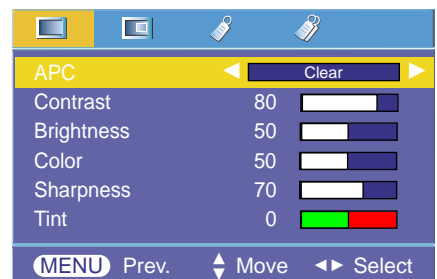 APC Clear
Contrast 80
Brightness 50
Color 50
Sharpness 70
Tint 0
MENU Prev. Move Select